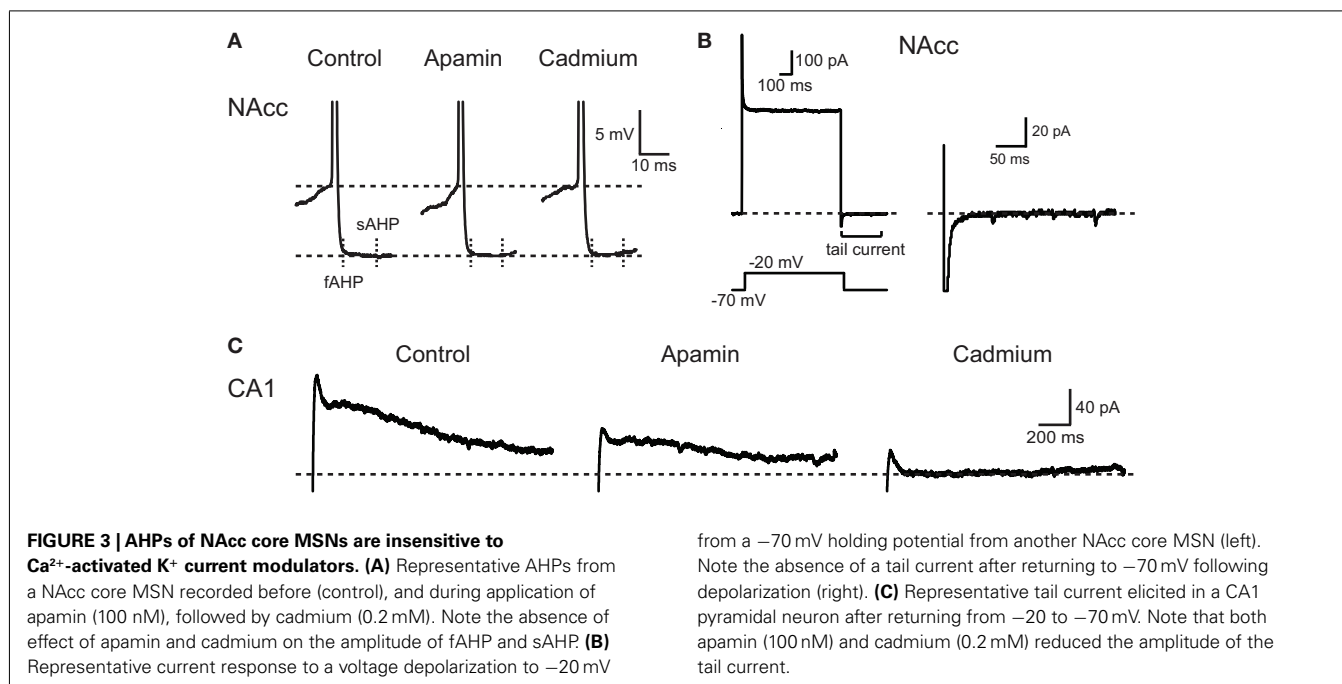 A
Control
Apamin
Cadmium
NAcc
5 mV
10 ms
sAHP
fAHP
B
NAcc
100 pA
100 ms
20 pA
50 ms
tail current
-20 mV
-70 mV
C
Control
Apamin
Cadmium
CA1
40 pA
200 ms
FIGURE 3 | AHPs of NAcc core MSNs are insensitive to
Ca²⁺-activated K⁺ current modulators. (A) Representative AHPs from
a NAcc core MSN recorded before (control), and during application of
apamin (100 nM), followed by cadmium (0.2 mM). Note the absence of
effect of apamin and cadmium on the amplitude of fAHP and sAHP. (B)
Representative current response to a voltage depolarization to −20 mV
from a −70 mV holding potential from another NAcc core MSN (left).
Note the absence of a tail current after returning to −70 mV following
depolarization (right). (C) Representative tail current elicited in a CA1
pyramidal neuron after returning from −20 to −70 mV. Note that both
apamin (100 nM) and cadmium (0.2 mM) reduced the amplitude of the
tail current.